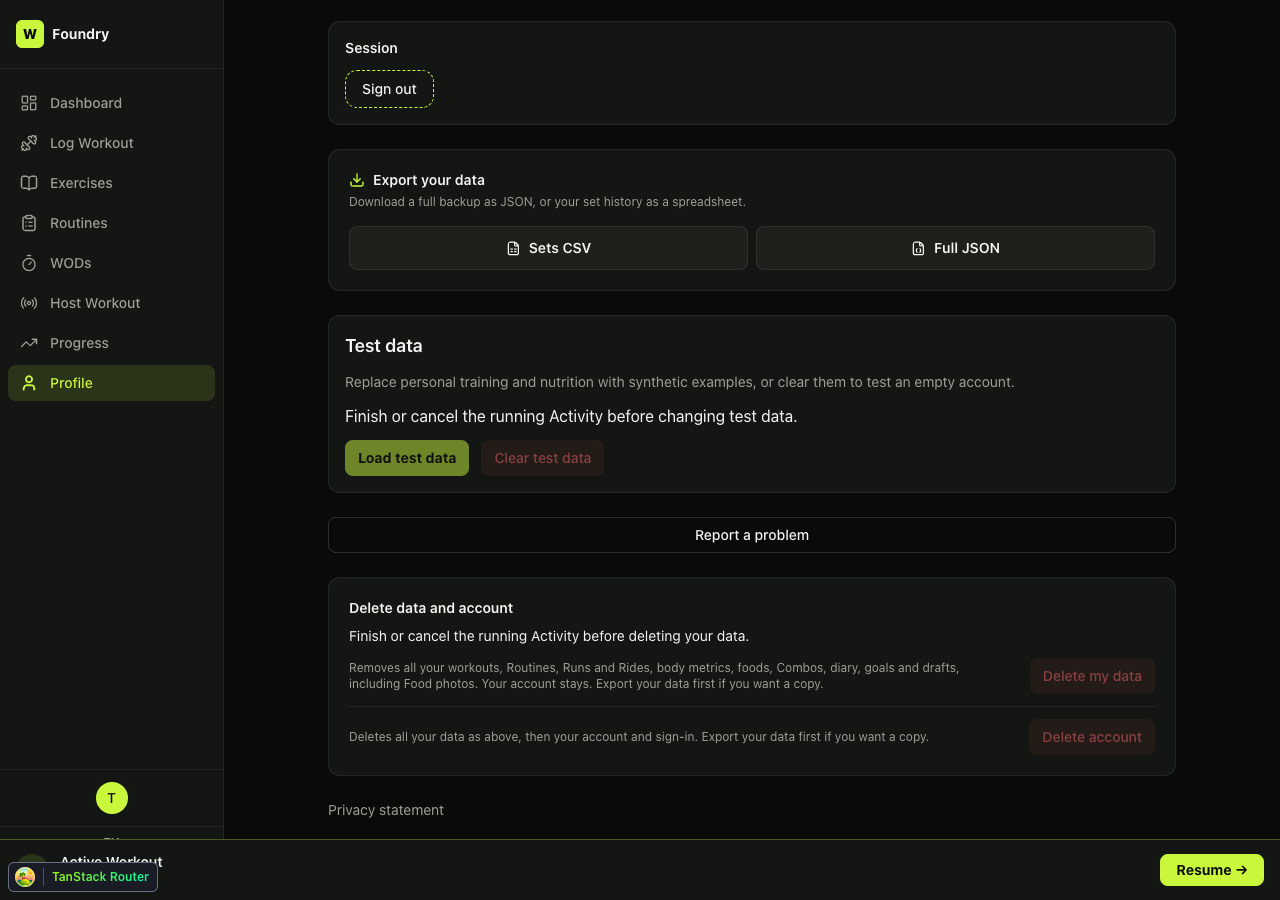 W Foundry
Dashboard
Log Workout
Exercises
Routines
WODs
Host Workout
Progress
Profile
T
Session
Sign out
Export your data
Download a full backup as JSON, or your set history as a spreadsheet.
Sets CSV
Full JSON
Test data
Replace personal training and nutrition with synthetic examples, or clear them to test an empty account.
Finish or cancel the running Activity before changing test data.
Load test data
Clear test data
Report a problem
Delete data and account
Finish or cancel the running Activity before deleting your data.
Removes all your workouts, Routines, Runs and Rides, body metrics, foods, Combos, diary, goals and drafts,
including Food photos. Your account stays. Export your data first if you want a copy.
Delete my data
Deletes all your data as above, then your account and sign-in. Export your data first if you want a copy.
Delete account
Privacy statement
Active Workout
TanStack Router
Resume →